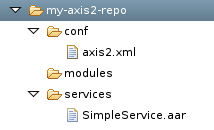 my-axis2-repo
conf
axis2.xml
modules
services
SimpleService.aar